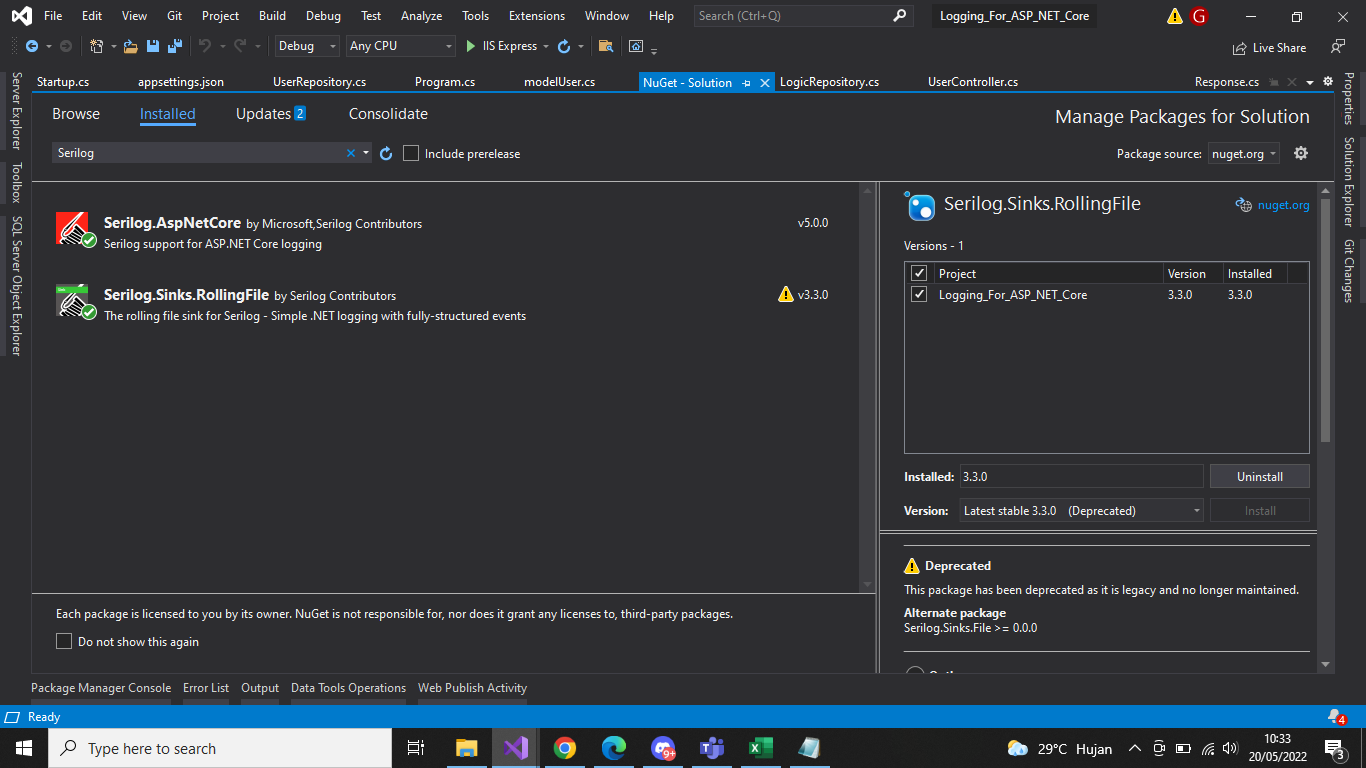 File Edit View Git Project Build Debug Test Analyze Tools Extensions Window Help Search (Ctrl+Q) Logging_For_ASP_NET_Core G
Debug Any CPU IIS Express Live Share
Startup.cs appsettings.json UserRepository.cs Program.cs modelUser.cs NuGet - Solution LogicRepository.cs UserController.cs Response.cs
Server Explorer
Toolbox
SQL Server Object Explorer
Properties
Solution Explorer
Git Changes
Browse Installed Updates 2 Consolidate
Manage Packages for Solution
Serilog
Include prerelease
Package source: nuget.org
Serilog.AspNetCore by Microsoft,Serilog Contributors v5.0.0
Serilog support for ASP.NET Core logging
Serilog.Sinks.RollingFile by Serilog Contributors v3.3.0
The rolling file sink for Serilog - Simple .NET logging with fully-structured events
Each package is licensed to you by its owner. NuGet is not responsible for, nor does it grant any licenses to, third-party packages.
Do not show this again
Serilog.Sinks.RollingFile nuget.org
Versions - 1
Project Version Installed
Logging_For_ASP_NET_Core 3.3.0 3.3.0
Installed: 3.3.0 Uninstall
Version: Latest stable 3.3.0 (Deprecated) Install
Deprecated
This package has been deprecated as it is legacy and no longer maintained.
Alternate package
Serilog.Sinks.File >= 0.0.0
Package Manager Console Error List Output Data Tools Operations Web Publish Activity
Ready 4
Type here to search 9+ 29°C Hujan 10:33
20/05/2022 3